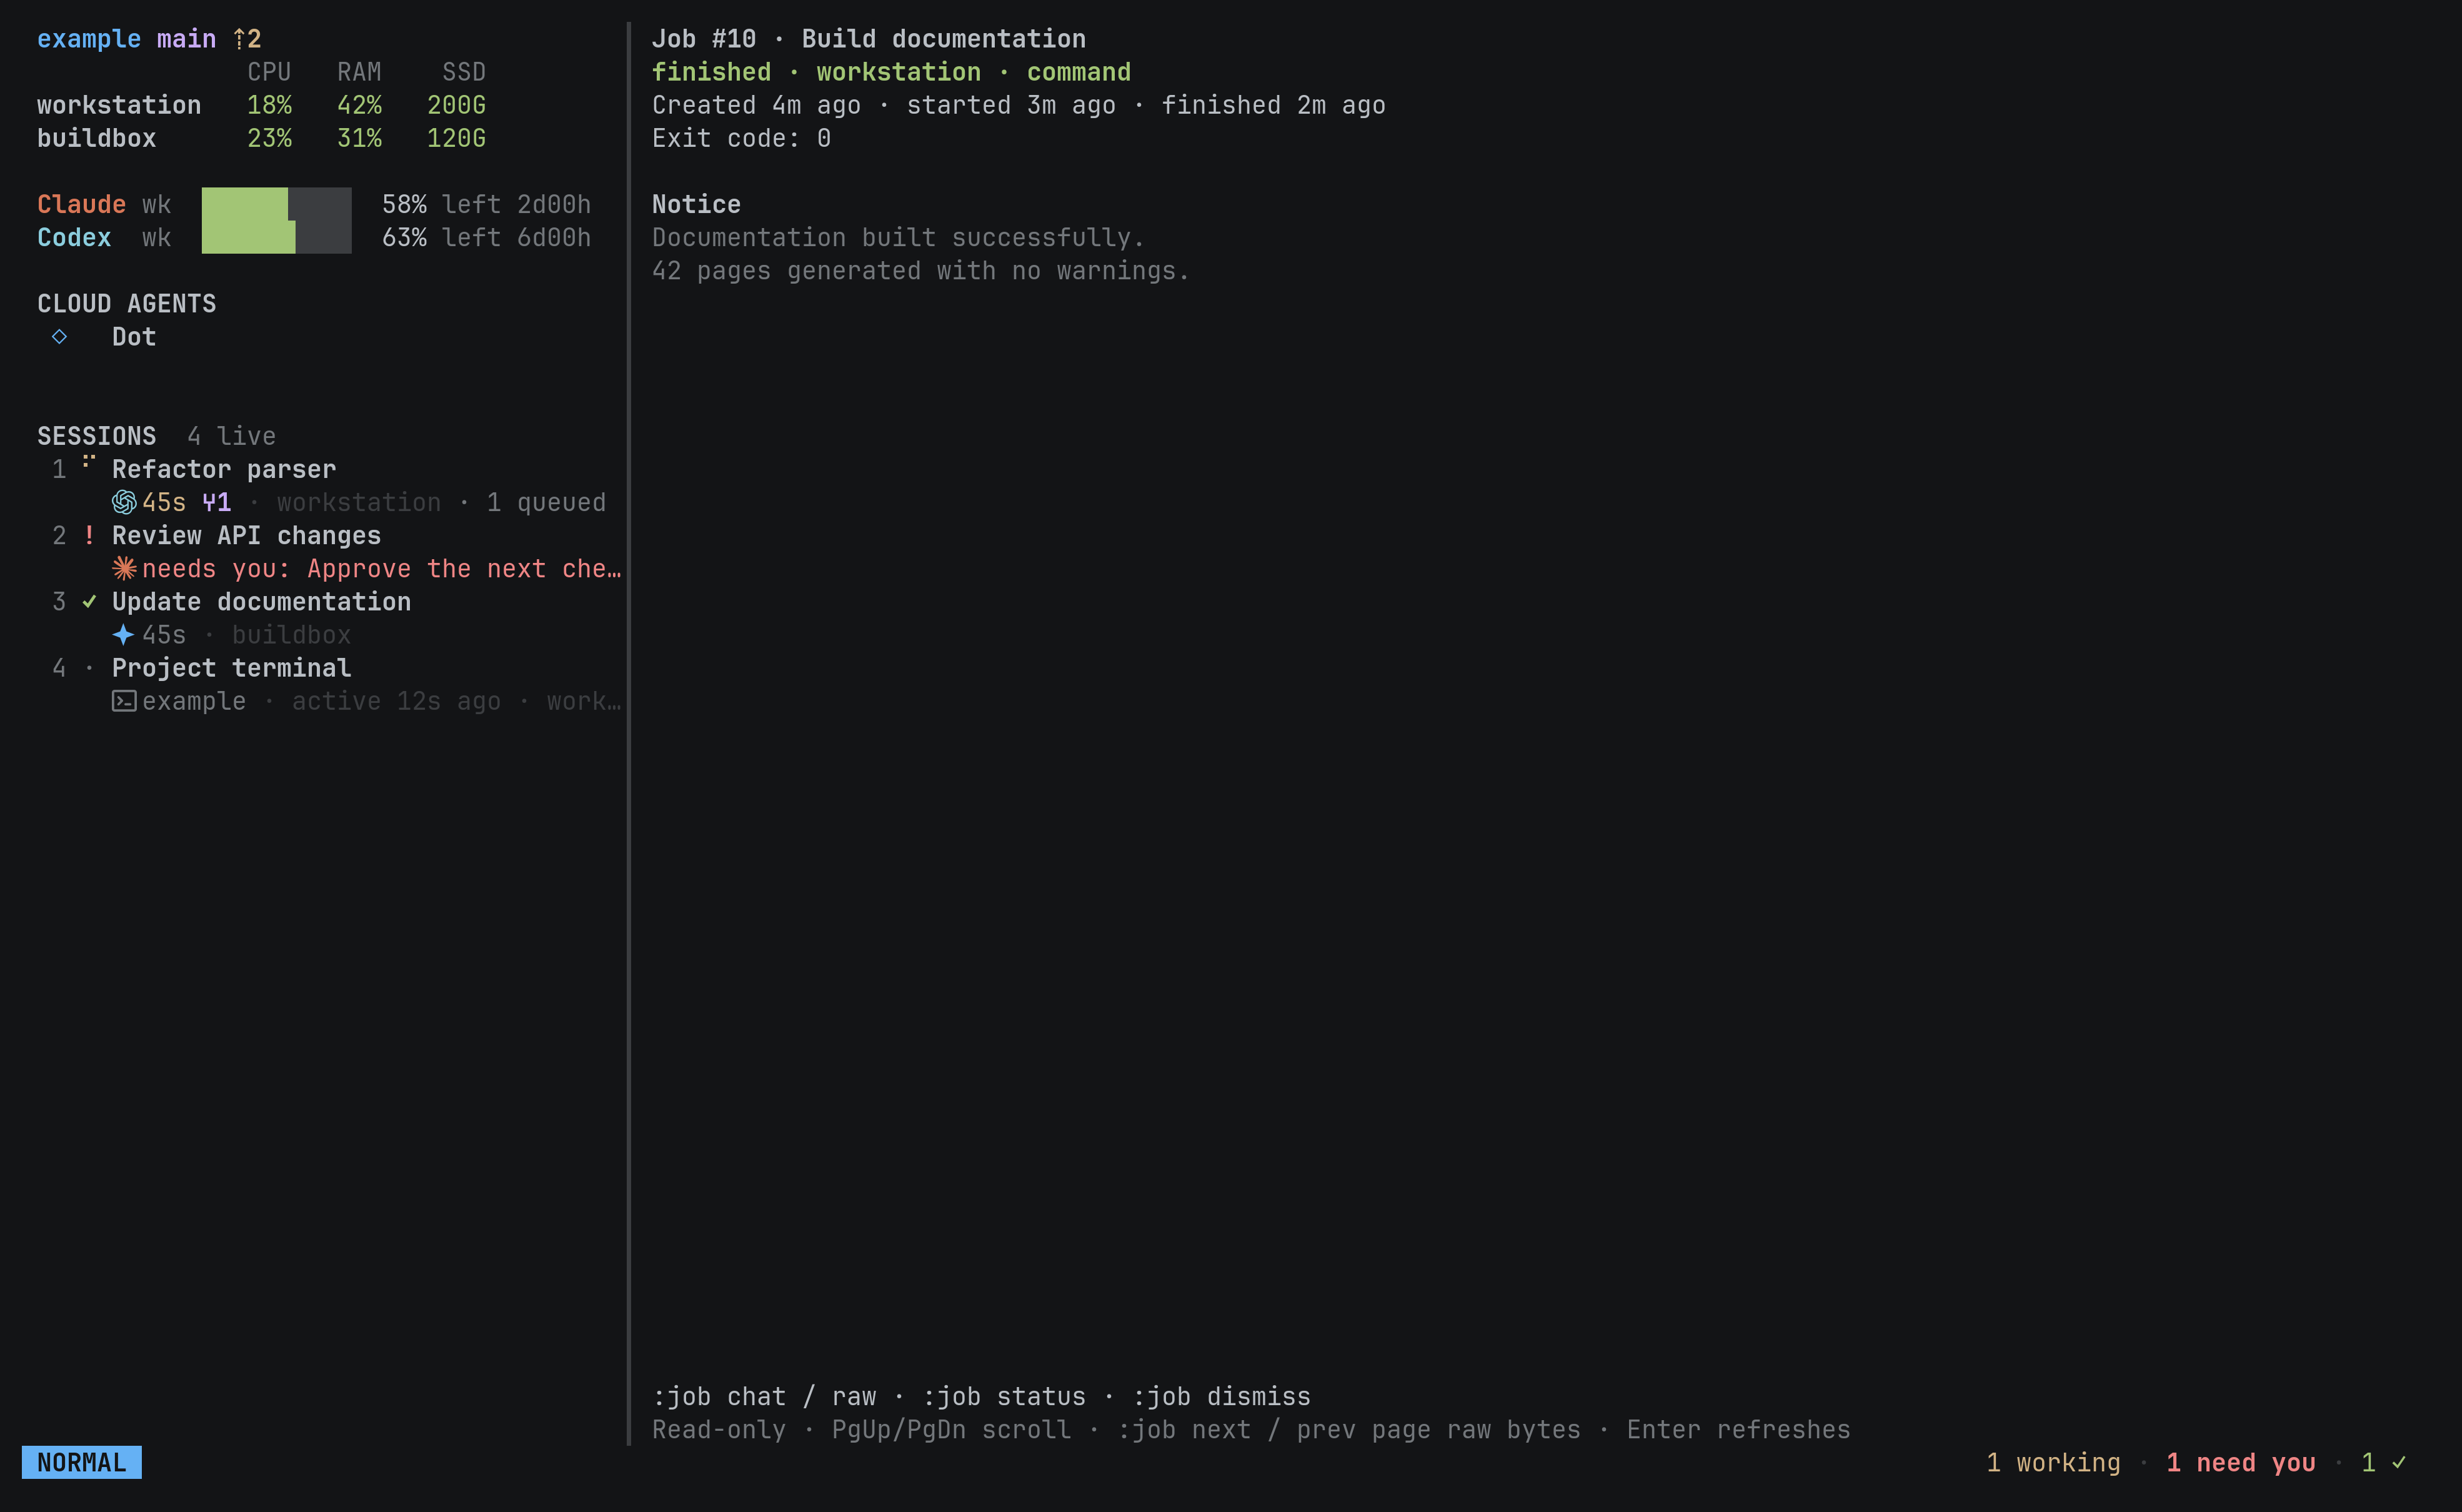 example main ⇡2
CPU RAM SSD
workstation 18% 42% 200G
buildbox 23% 31% 120G
Claude wk 58% left 2d00h
Codex wk 63% left 6d00h
CLOUD AGENTS
◇ Dot
SESSIONS 4 live
1 ⠋ Refactor parser
45s ⑂1 · workstation · 1 queued
2 ! Review API changes
needs you: Approve the next che…
3 ✓ Update documentation
45s · buildbox
4 · Project terminal
example · active 12s ago · work…
Job #10 · Build documentation
finished · workstation · command
Created 4m ago · started 3m ago · finished 2m ago
Exit code: 0
Notice
Documentation built successfully.
42 pages generated with no warnings.
:job chat / raw · :job status · :job dismiss
Read-only · PgUp/PgDn scroll · :job next / prev page raw bytes · Enter refreshes
NORMAL
1 working · 1 need you · 1 ✓